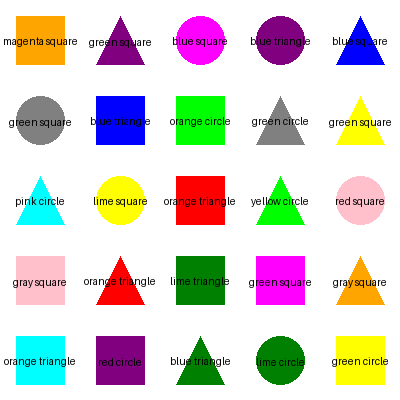 magenta square green square blue square blue triangle blue square
green square blue triangle orange circle green circle green square
pink circle lime square orange triangle yellow circle red square
gray square orange triangle lime triangle green square gray square
orange triangle red circle blue triangle lime circle green circle